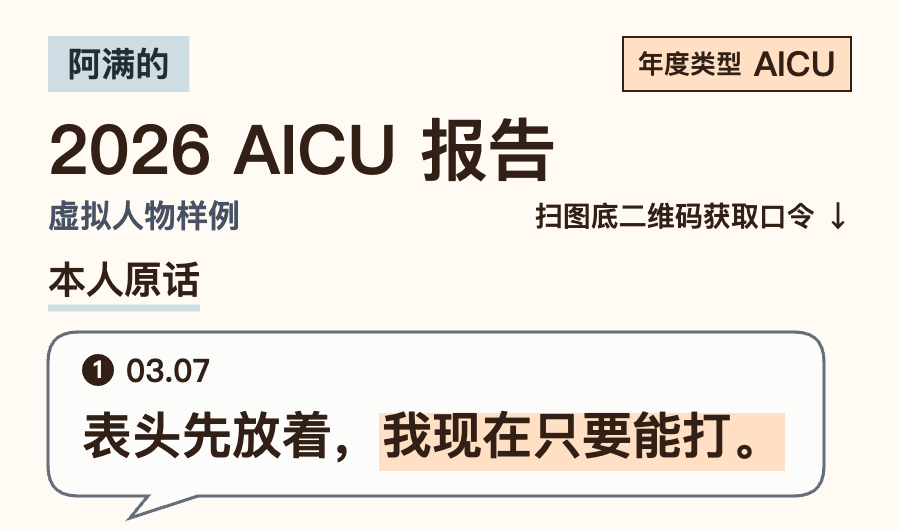 阿满的
年度类型 AICU
2026 AICU 报告
虚拟人物样例
扫图底二维码获取口令 ↓
本人原话
1 03.07
表头先放着，我现在只要能打。